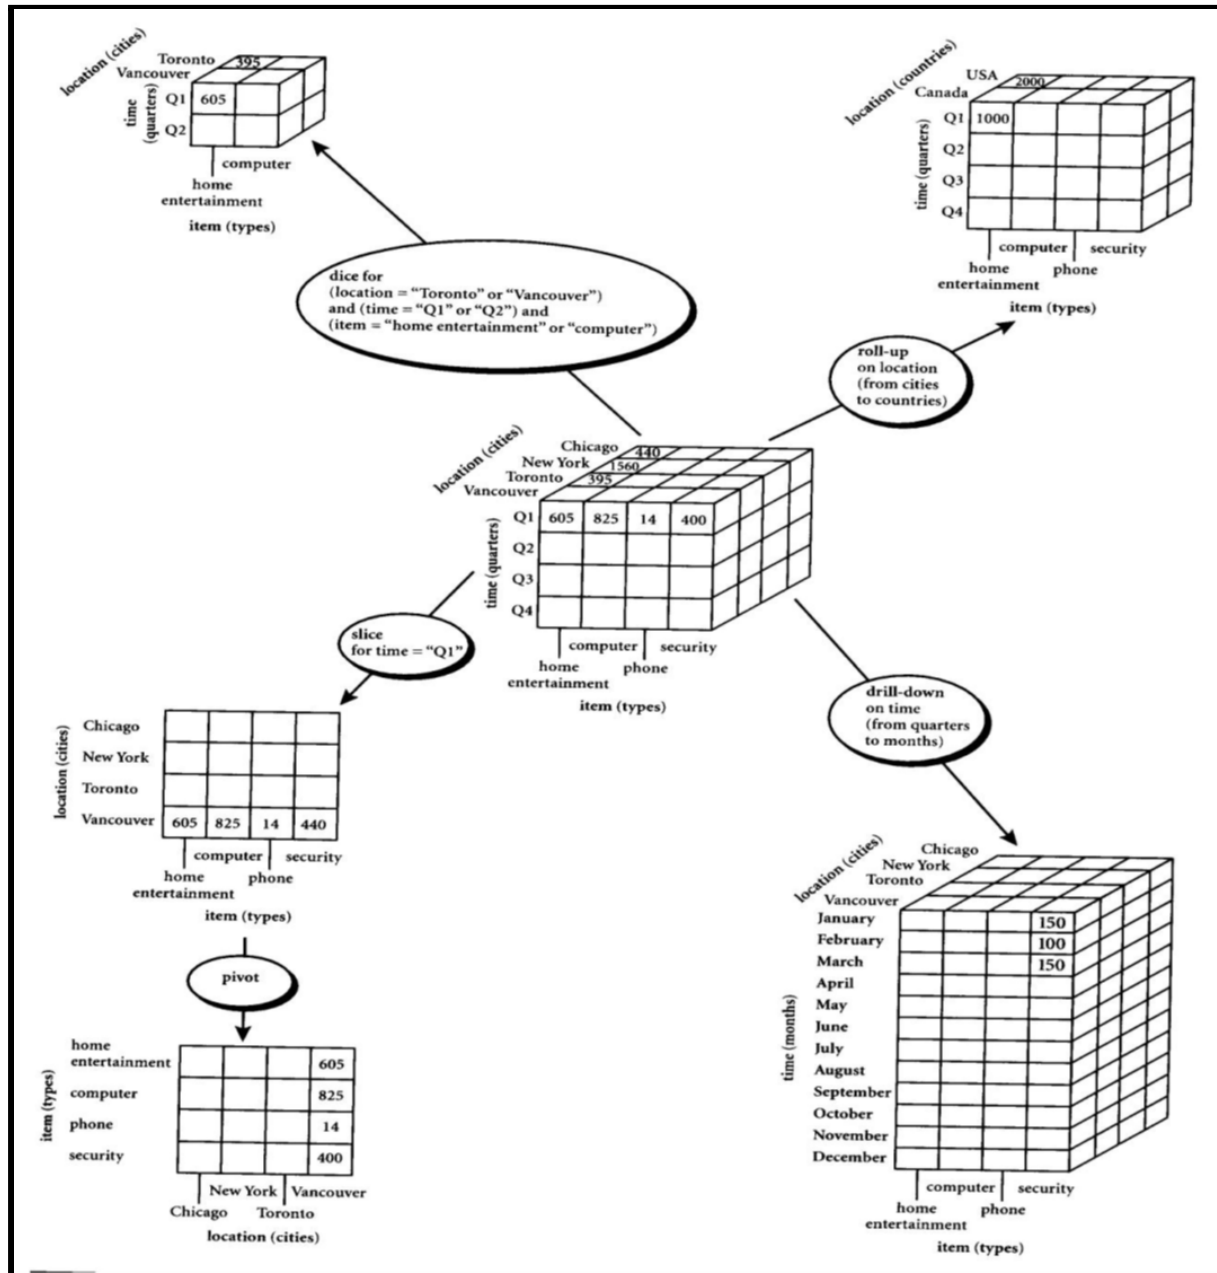 location (cities)
Toronto
Vancouver
395
time
(quarters)
Q1
605
Q2
computer
home
entertainment
item (types)
location (countries)
USA
Canada
2000
time (quarters)
Q1
1000
Q2
Q3
Q4
computer
security
home
entertainment
phone
item (types)
dice for
(location = “Toronto” or “Vancouver”)
and (time = “Q1” or “Q2”) and
(item = “home entertainment” or “computer”)
roll-up
on location
(from cities
to countries)
location (cities)
Chicago
New York
Toronto
Vancouver
440
1560
395
time (quarters)
Q1
605 825 14 400
Q2
Q3
Q4
computer
security
home
entertainment
phone
item (types)
slice
for time = “Q1”
drill-down
on time
(from quarters
to months)
location (cities)
Chicago
New York
Toronto
Vancouver
605 825 14 440
computer
security
home
entertainment
phone
item (types)
pivot
item (types)
home
entertainment
605
computer
825
phone
14
security
400
New York
Vancouver
Chicago
Toronto
location (cities)
location (cities)
Chicago
New York
Toronto
Vancouver
time (months)
January
150
February
100
March
150
April
May
June
July
August
September
October
November
December
computer
security
home
entertainment
phone
item (types)